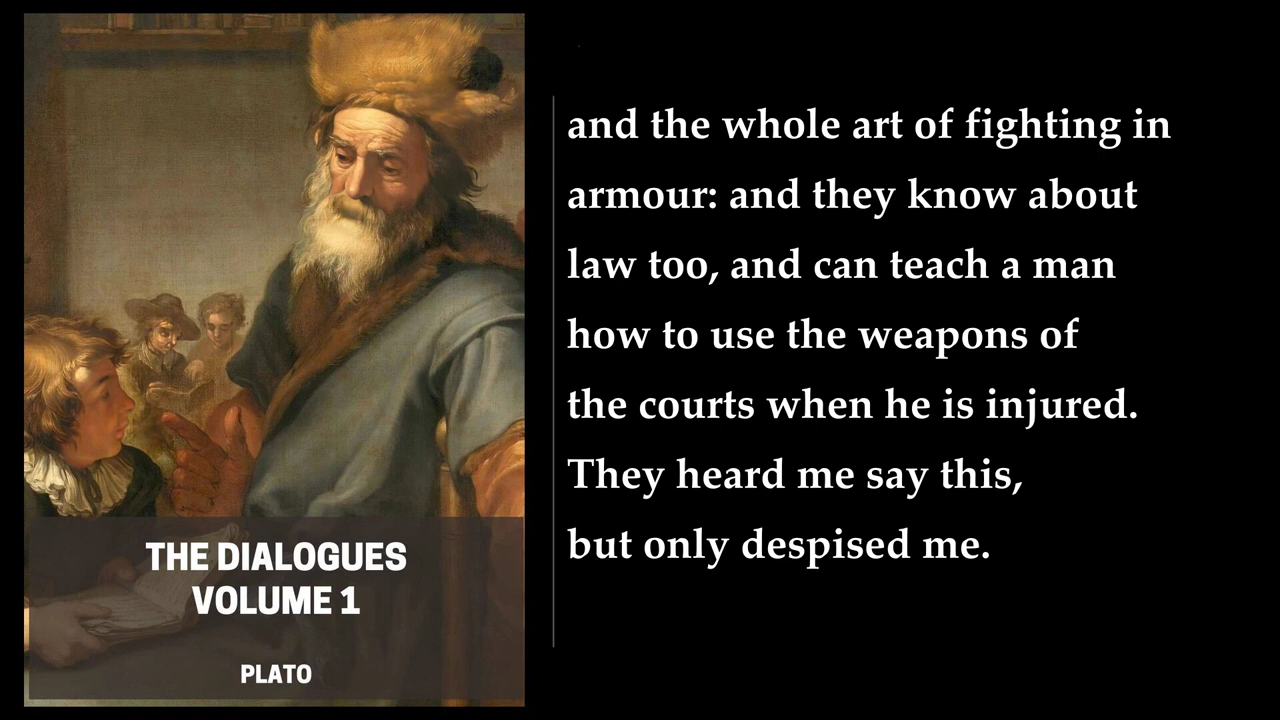 and the whole art of fighting in
armour: and they know about
law too, and can teach a man
how to use the weapons of
the courts when he is injured.
They heard me say this,
but only despised me.
THE DIALOGUES
VOLUME 1
PLATO